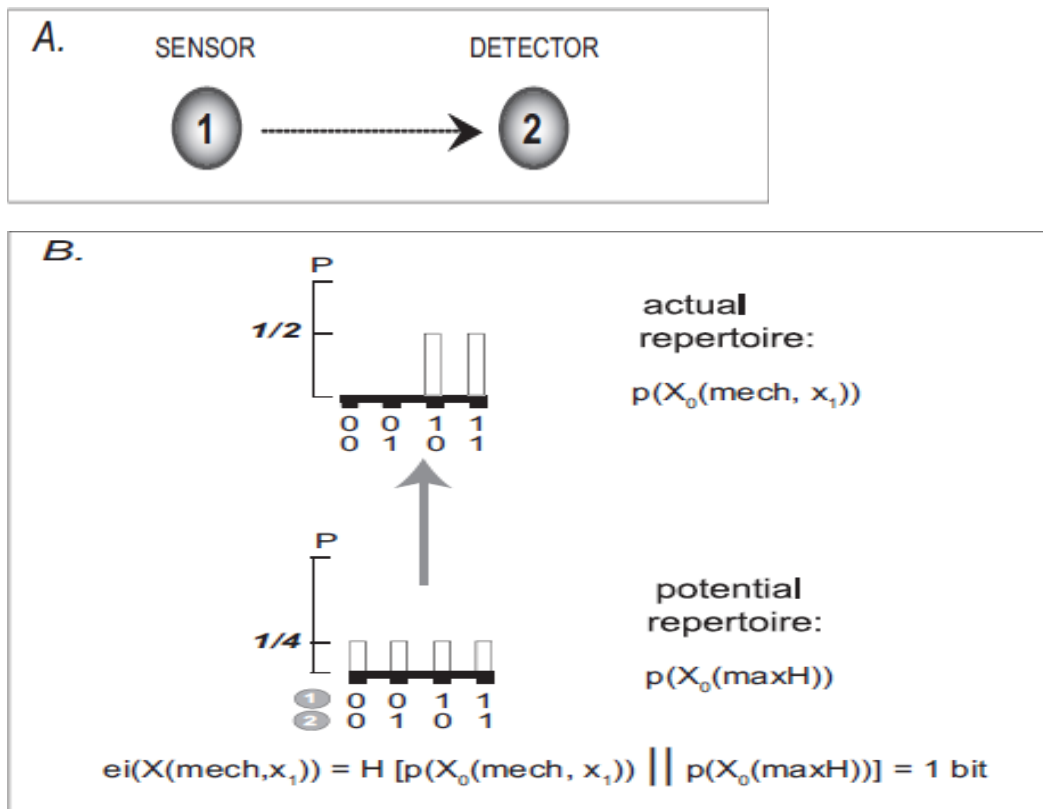 A.
SENSOR DETECTOR
1 2
B.
P
1/2
actual
repertoire:
p(X₀(mech, x₁))
0 0 1 1
0 1 0 1
P
1/4
potential
repertoire:
p(X₀(maxH))
1 0 0 1 1
2 0 1 0 1
ei(X(mech,x₁)) = H [p(X₀(mech, x₁)) || p(X₀(maxH))] = 1 bit